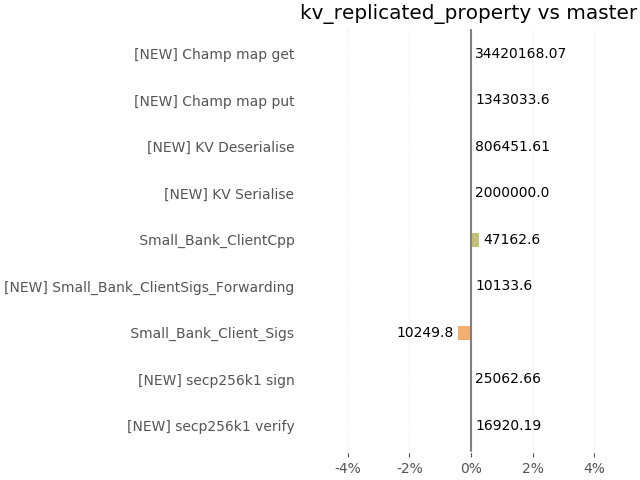 kv_replicated_property vs master
[NEW] Champ map get 34420168.07
[NEW] Champ map put 1343033.6
[NEW] KV Deserialise 806451.61
[NEW] KV Serialise 2000000.0
Small_Bank_ClientCpp 47162.6
[NEW] Small_Bank_ClientSigs_Forwarding 10133.6
Small_Bank_Client_Sigs 10249.8
[NEW] secp256k1 sign 25062.66
[NEW] secp256k1 verify 16920.19
-4% -2% 0% 2% 4%